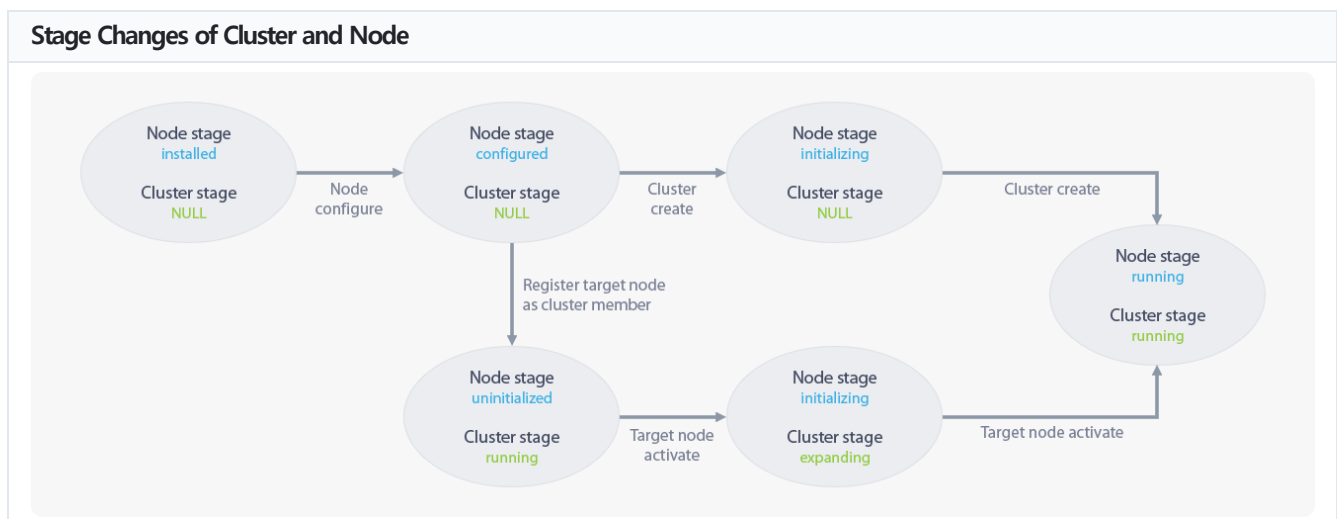 Stage Changes of Cluster and Node
Node stage
installed
Cluster stage
NULL
Node
configure
Node stage
configured
Cluster stage
NULL
Cluster
create
Node stage
initializing
Cluster stage
NULL
Cluster create
Node stage
running
Cluster stage
running
Register target node
as cluster member
Node stage
uninitialized
Cluster stage
running
Target node
activate
Node stage
initializing
Cluster stage
expanding
Target node activate